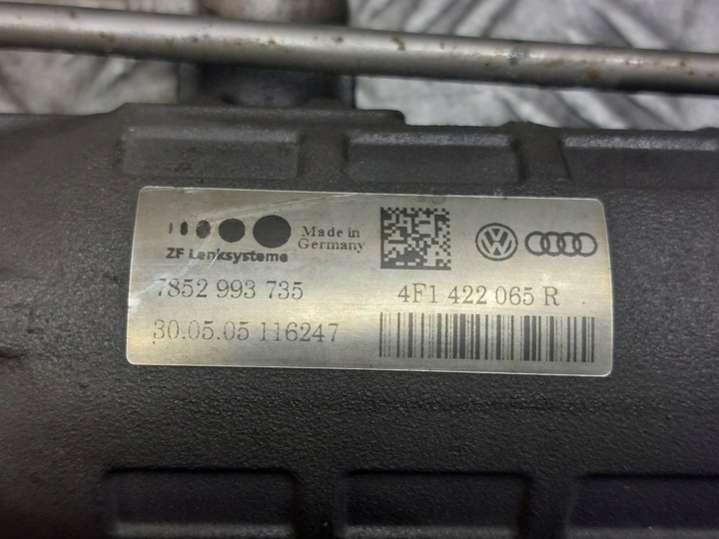 ZF Lenksysteme
Made in
Germany
7852 993 735
4F1 422 065 R
30.05.05 116247